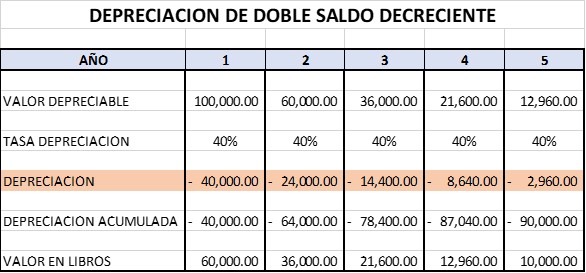 DEPRECIACION DE DOBLE SALDO DECRECIENTE
AÑO 1 2 3 4 5
VALOR DEPRECIABLE 100,000.00 60,000.00 36,000.00 21,600.00 12,960.00
TASA DEPRECIACION 40% 40% 40% 40% 40%
DEPRECIACION - 40,000.00 - 24,000.00 - 14,400.00 - 8,640.00 - 2,960.00
DEPRECIACION ACUMULADA - 40,000.00 - 64,000.00 - 78,400.00 - 87,040.00 - 90,000.00
VALOR EN LIBROS 60,000.00 36,000.00 21,600.00 12,960.00 10,000.00